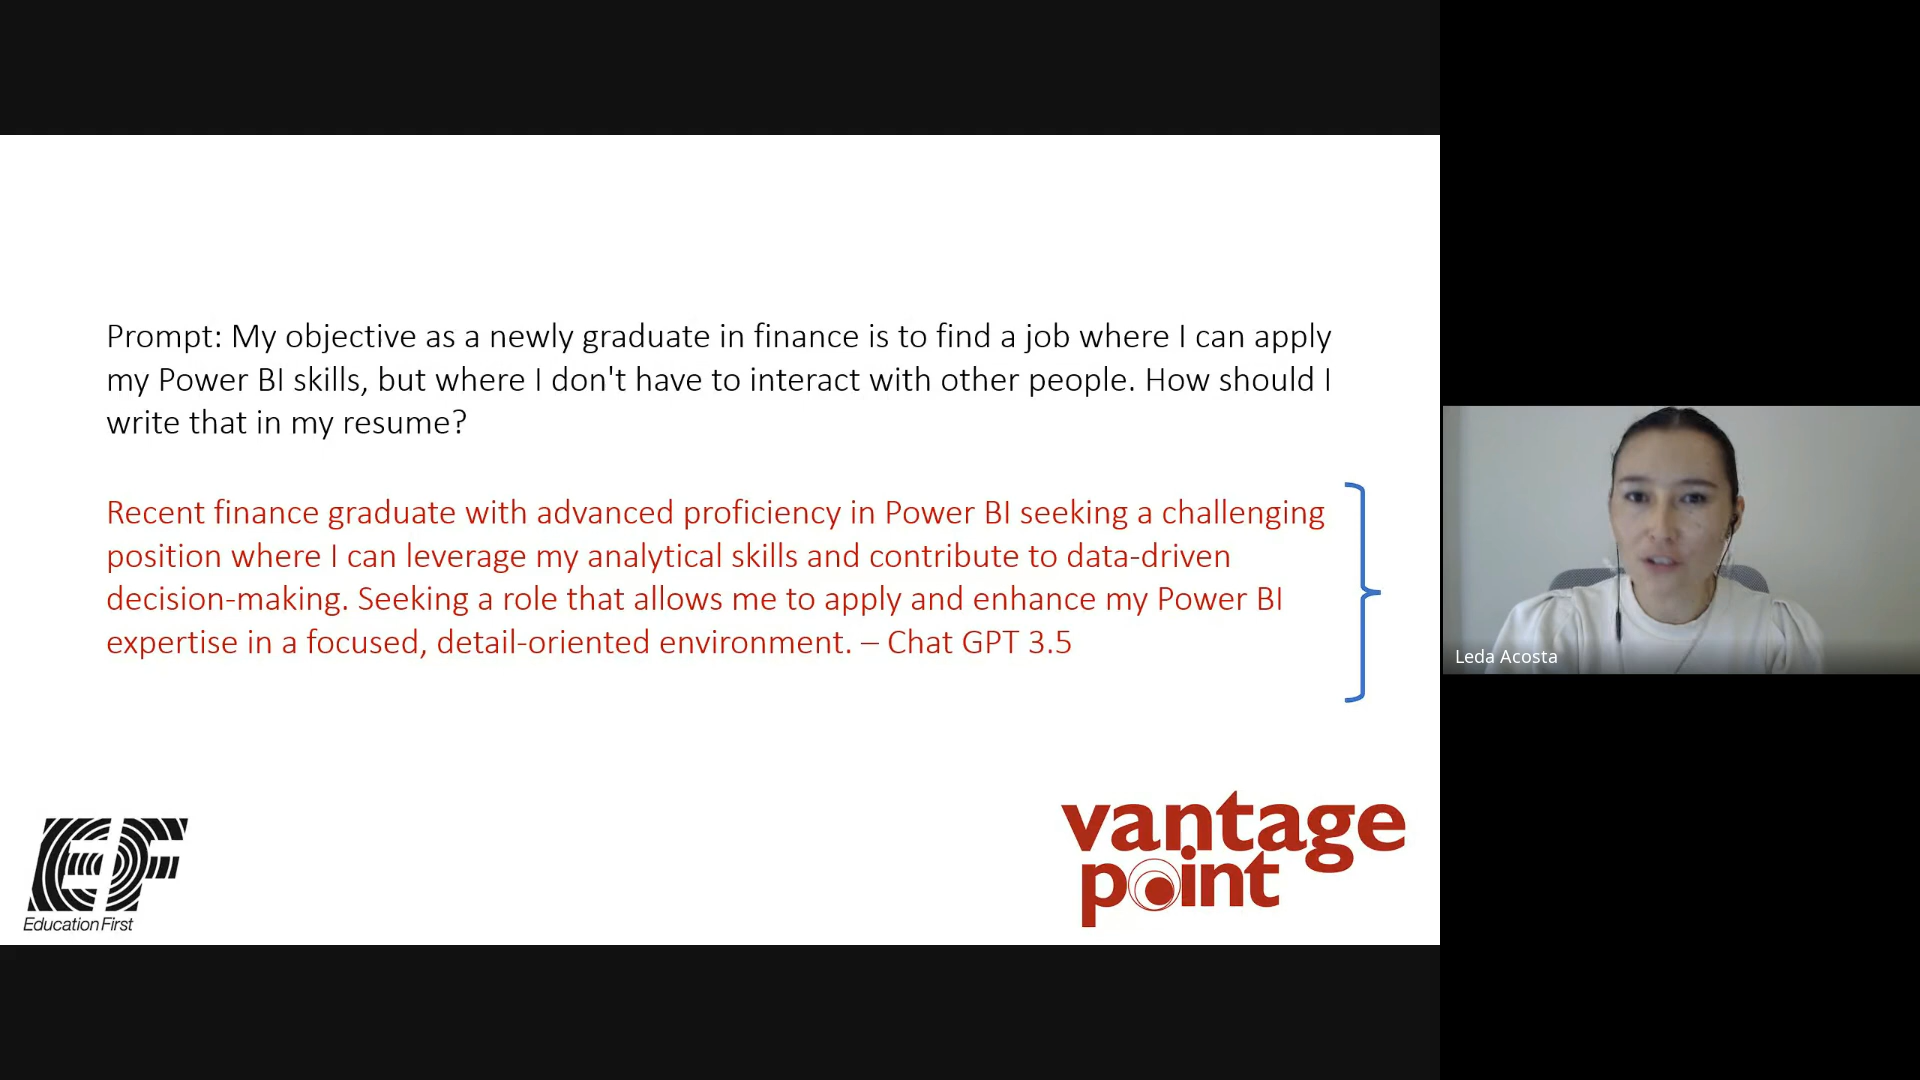 Prompt: My objective as a newly graduate in finance is to find a job where I can apply
my Power BI skills, but where I don't have to interact with other people. How should I
write that in my resume?
Recent finance graduate with advanced proficiency in Power BI seeking a challenging
position where I can leverage my analytical skills and contribute to data-driven
decision-making. Seeking a role that allows me to apply and enhance my Power BI
expertise in a focused, detail-oriented environment. – Chat GPT 3.5
Leda Acosta
EF
Education First
vantage
point